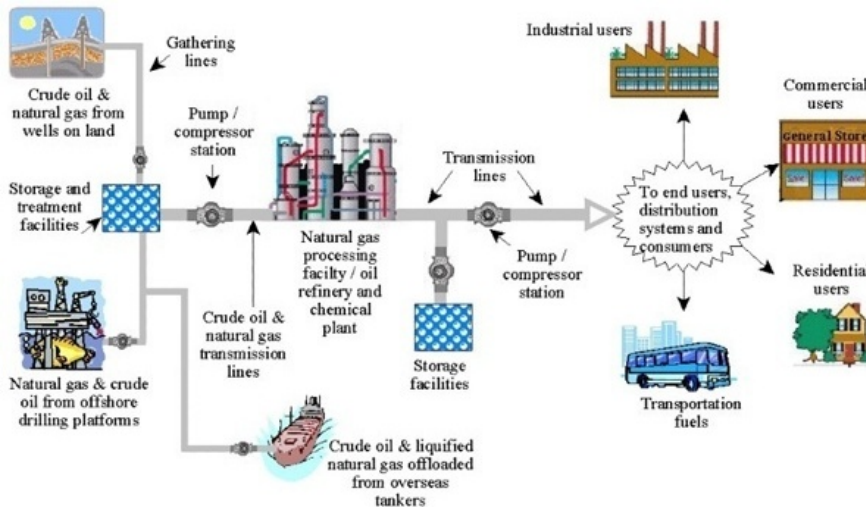 Gathering
lines
Crude oil &
natural gas from
wells on land
Pump /
compressor
station
Storage and
treatment
facilities
Natural gas
processing
facilty / oil
refinery and
chemical
plant
Crude oil &
natural gas
transmission
lines
Natural gas & crude
oil from offshore
drilling platforms
Crude oil & liquified
natural gas offloaded
from overseas
tankers
Transmission
lines
Pump /
compressor
station
Storage
facilities
Industrial users
Commercial
users
General Store
To end users,
distribution
systems and
consumers
Residential
users
Transportation
fuels